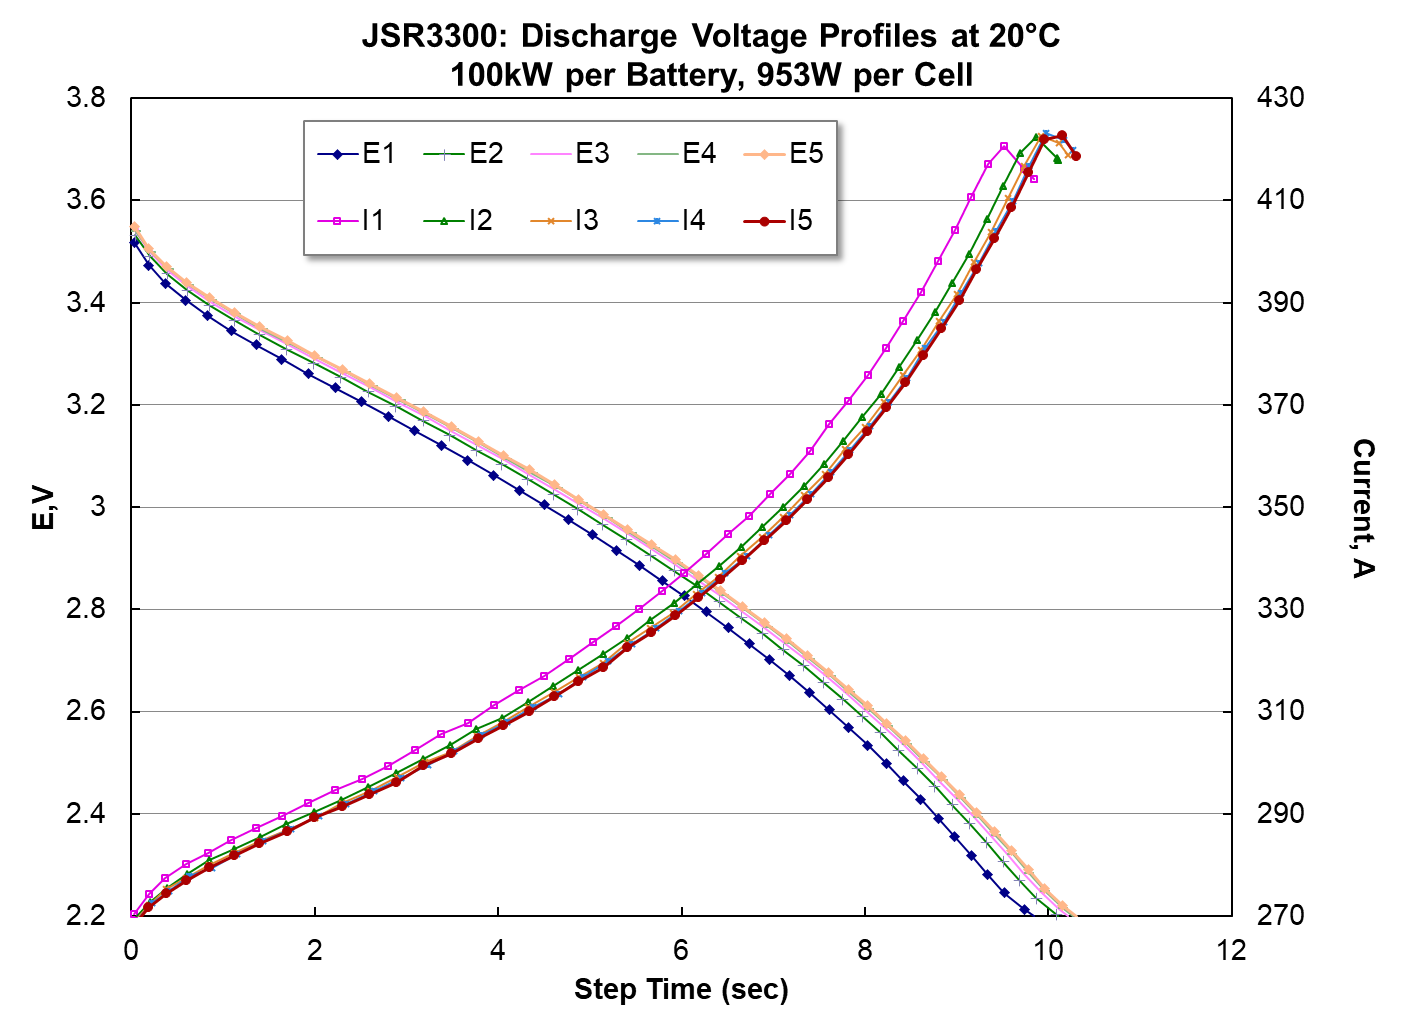 JSR3300: Discharge Voltage Profiles at 20°C
100kW per Battery, 953W per Cell
3.8
3.6
3.4
3.2
3
2.8
2.6
2.4
2.2
E,V
E1 E2 E3 E4 E5
I1 I2 I3 I4 I5
430
410
390
370
350
330
310
290
270
Current, A
0 2 4 6 8 10 12
Step Time (sec)